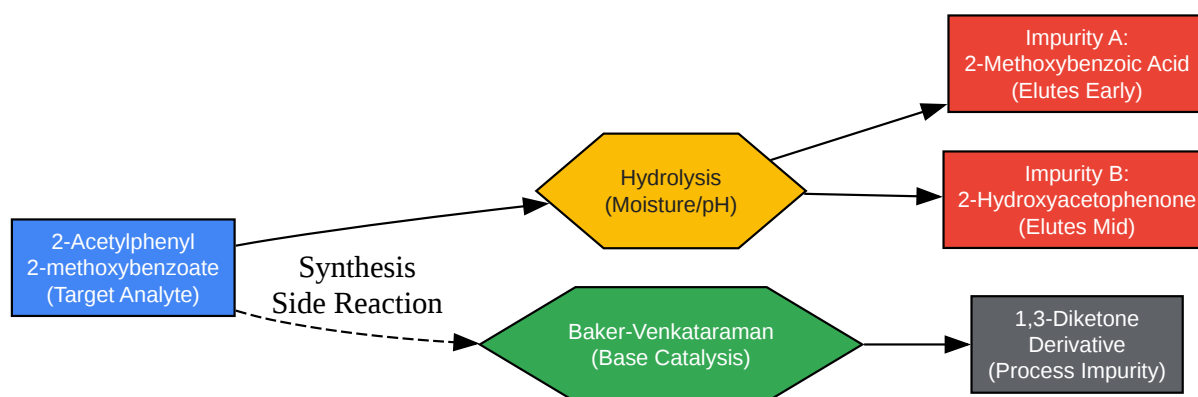 2-Acetylphenyl
2-methoxybenzoate
(Target Analyte)
Synthesis
Side Reaction
Hydrolysis
(Moisture/pH)
Baker-Venkataraman
(Base Catalysis)
Impurity A:
2-Methoxybenzoic Acid
(Elutes Early)
Impurity B:
2-Hydroxyacetophenone
(Elutes Mid)
1,3-Diketone
Derivative
(Process Impurity)